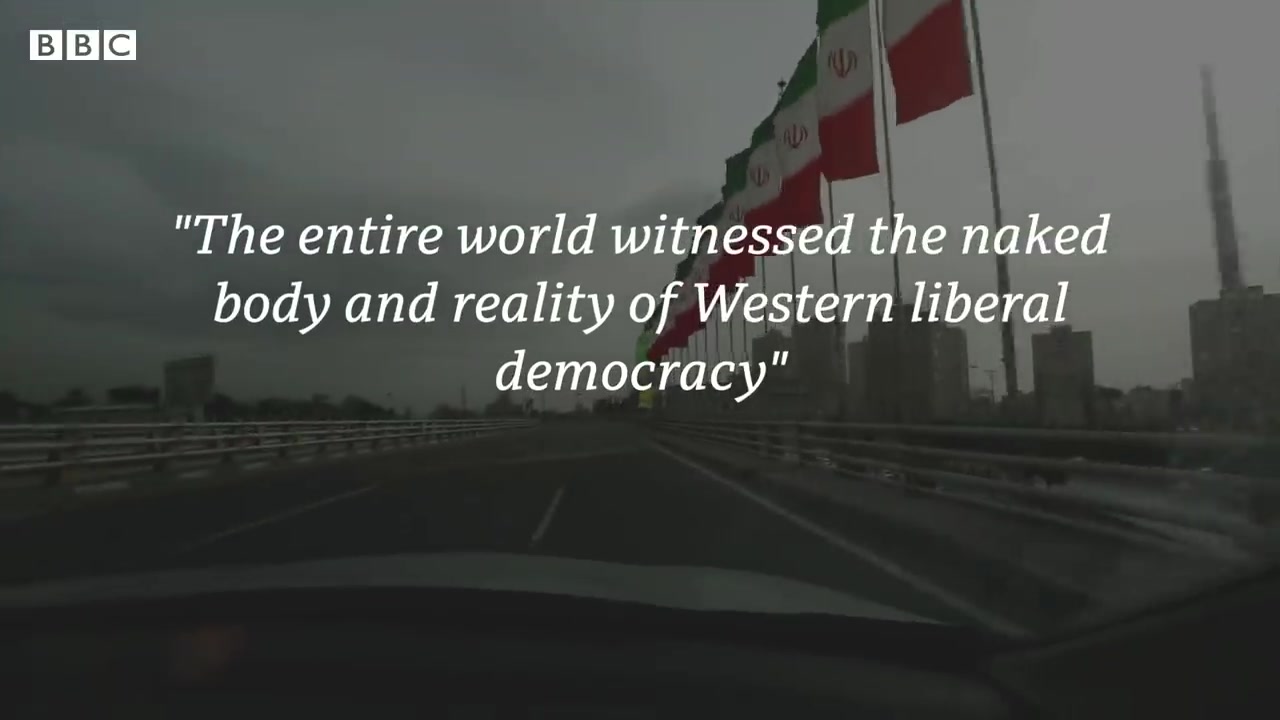 BBC
"The entire world witnessed the naked
body and reality of Western liberal
democracy"